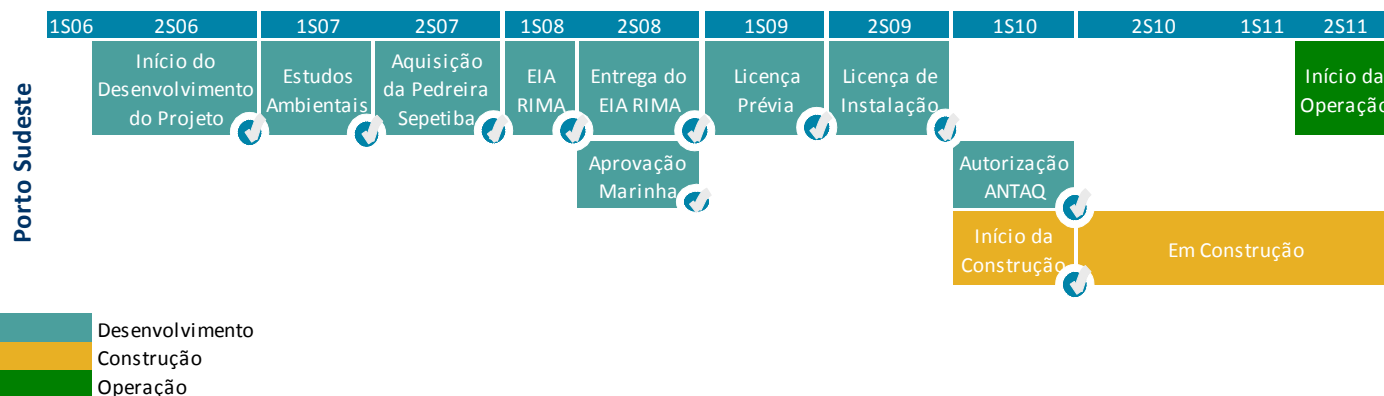 1S06 2S06 1S07 2S07 1S08 2S08 1S09 2S09 1S10 2S10 1S11 2S11
Porto Sudeste
Início do
Desenvolvimento
do Projeto
Estudos
Ambientais
Aquisição
da Pedreira
Sepetiba
EIA
RIMA
Entrega do
EIA RIMA
Licença
Prévia
Licença de
Instalação
Início da
Operação
Aprovação
Marinha
Autorização
ANTAQ
Início da
Construção
Em Construção
Desenvolvimento
Construção
Operação